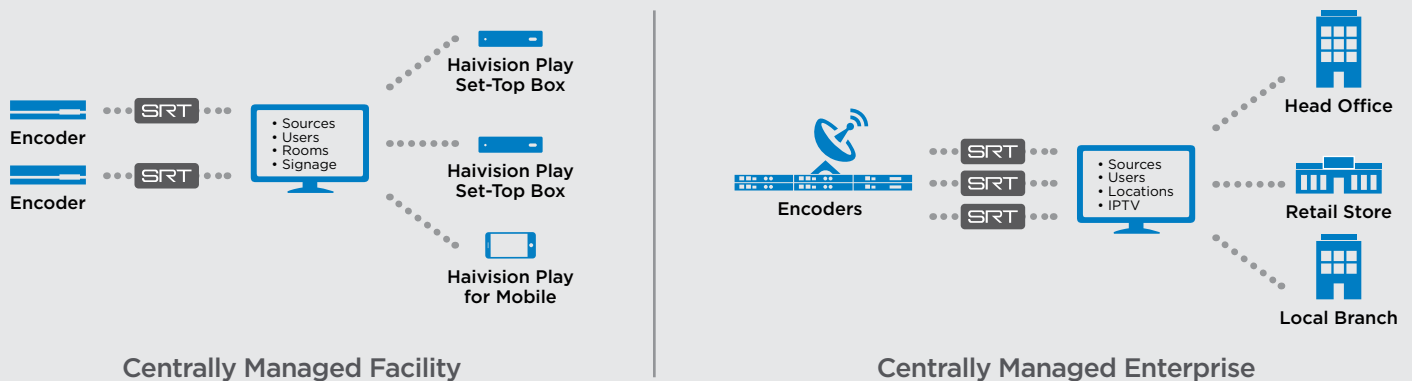 Encoder
SRT
Encoder
SRT
• Sources
• Users
• Rooms
• Signage
Haivision Play
Set-Top Box
Haivision Play
Set-Top Box
Haivision Play
for Mobile
Centrally Managed Facility
Encoders
SRT
SRT
SRT
• Sources
• Users
• Locations
• IPTV
Head Office
Retail Store
Local Branch
Centrally Managed Enterprise